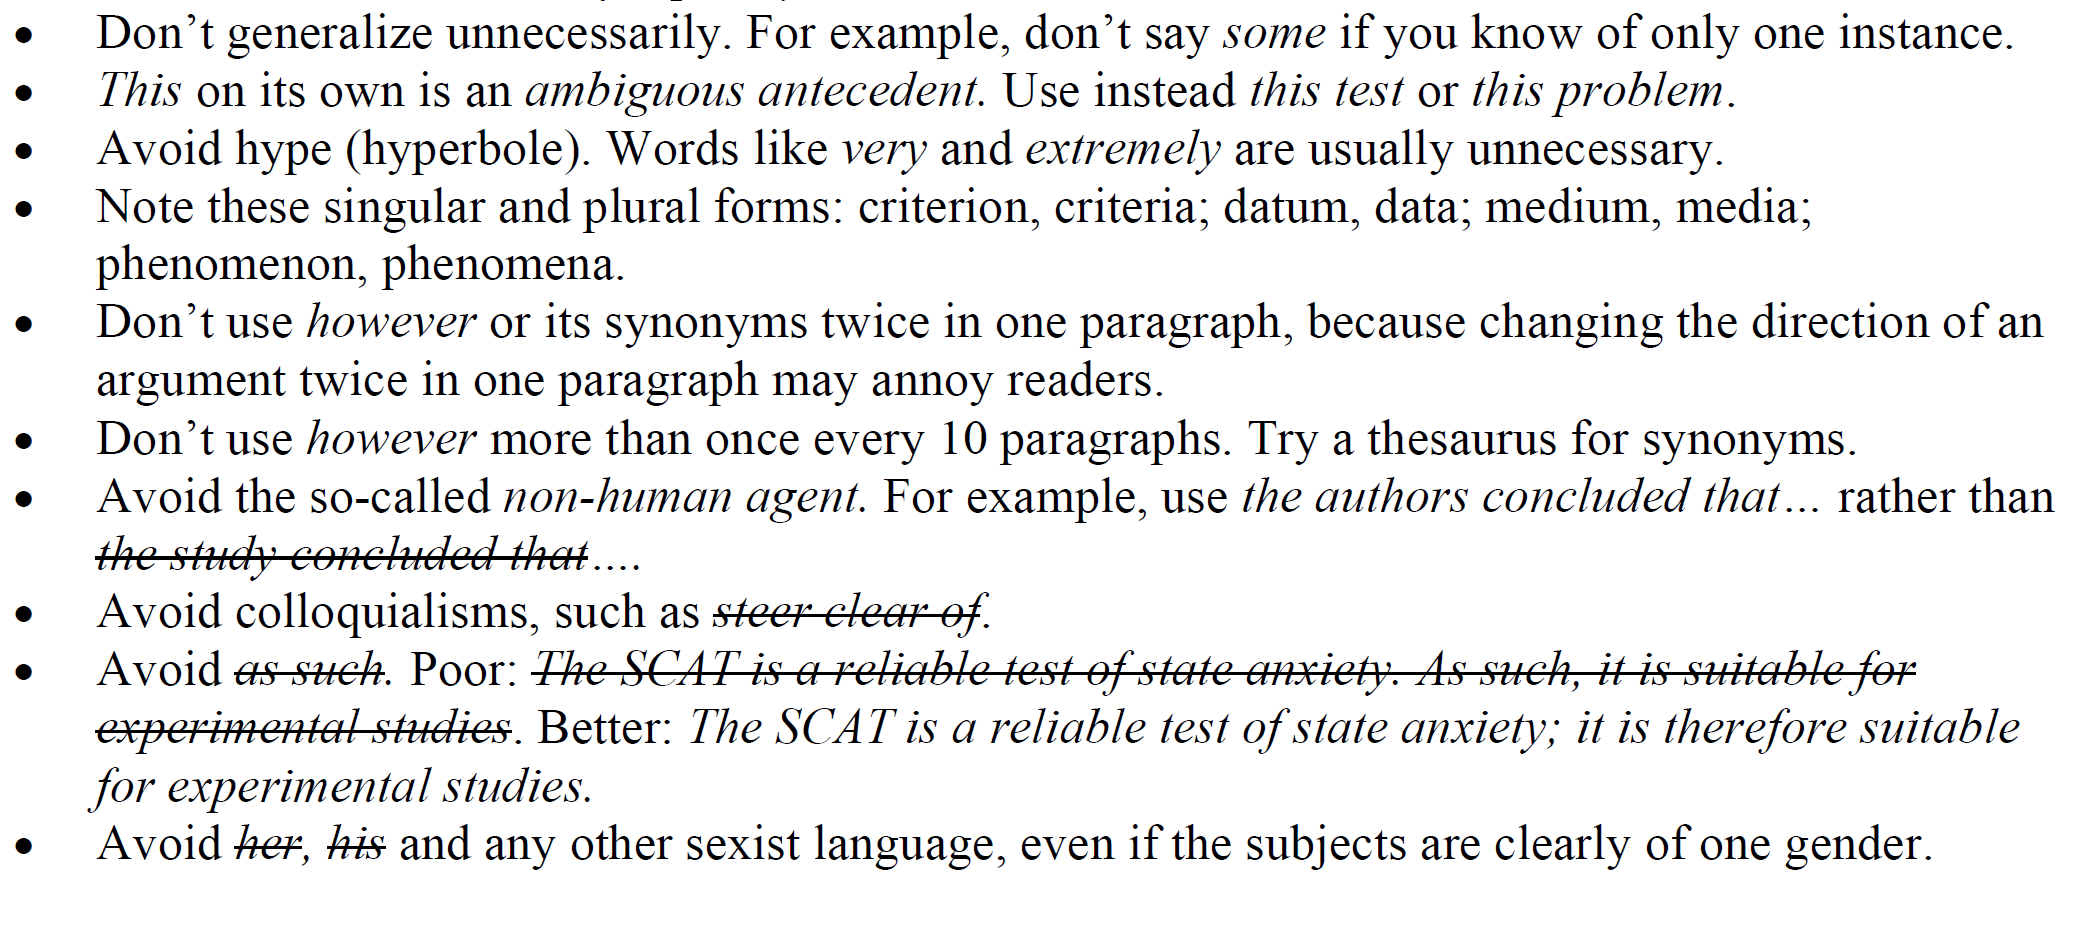 • Don’t generalize unnecessarily. For example, don’t say some if you know of only one instance.
• This on its own is an ambiguous antecedent. Use instead this test or this problem.
• Avoid hype (hyperbole). Words like very and extremely are usually unnecessary.
• Note these singular and plural forms: criterion, criteria; datum, data; medium, media;
phenomenon, phenomena.
• Don’t use however or its synonyms twice in one paragraph, because changing the direction of an
argument twice in one paragraph may annoy readers.
• Don’t use however more than once every 10 paragraphs. Try a thesaurus for synonyms.
• Avoid the so-called non-human agent. For example, use the authors concluded that… rather than
the study concluded that….
• Avoid colloquialisms, such as steer clear of.
• Avoid as such. Poor: The SCAT is a reliable test of state anxiety. As such, it is suitable for
experimental studies. Better: The SCAT is a reliable test of state anxiety; it is therefore suitable
for experimental studies.
• Avoid her, his and any other sexist language, even if the subjects are clearly of one gender.